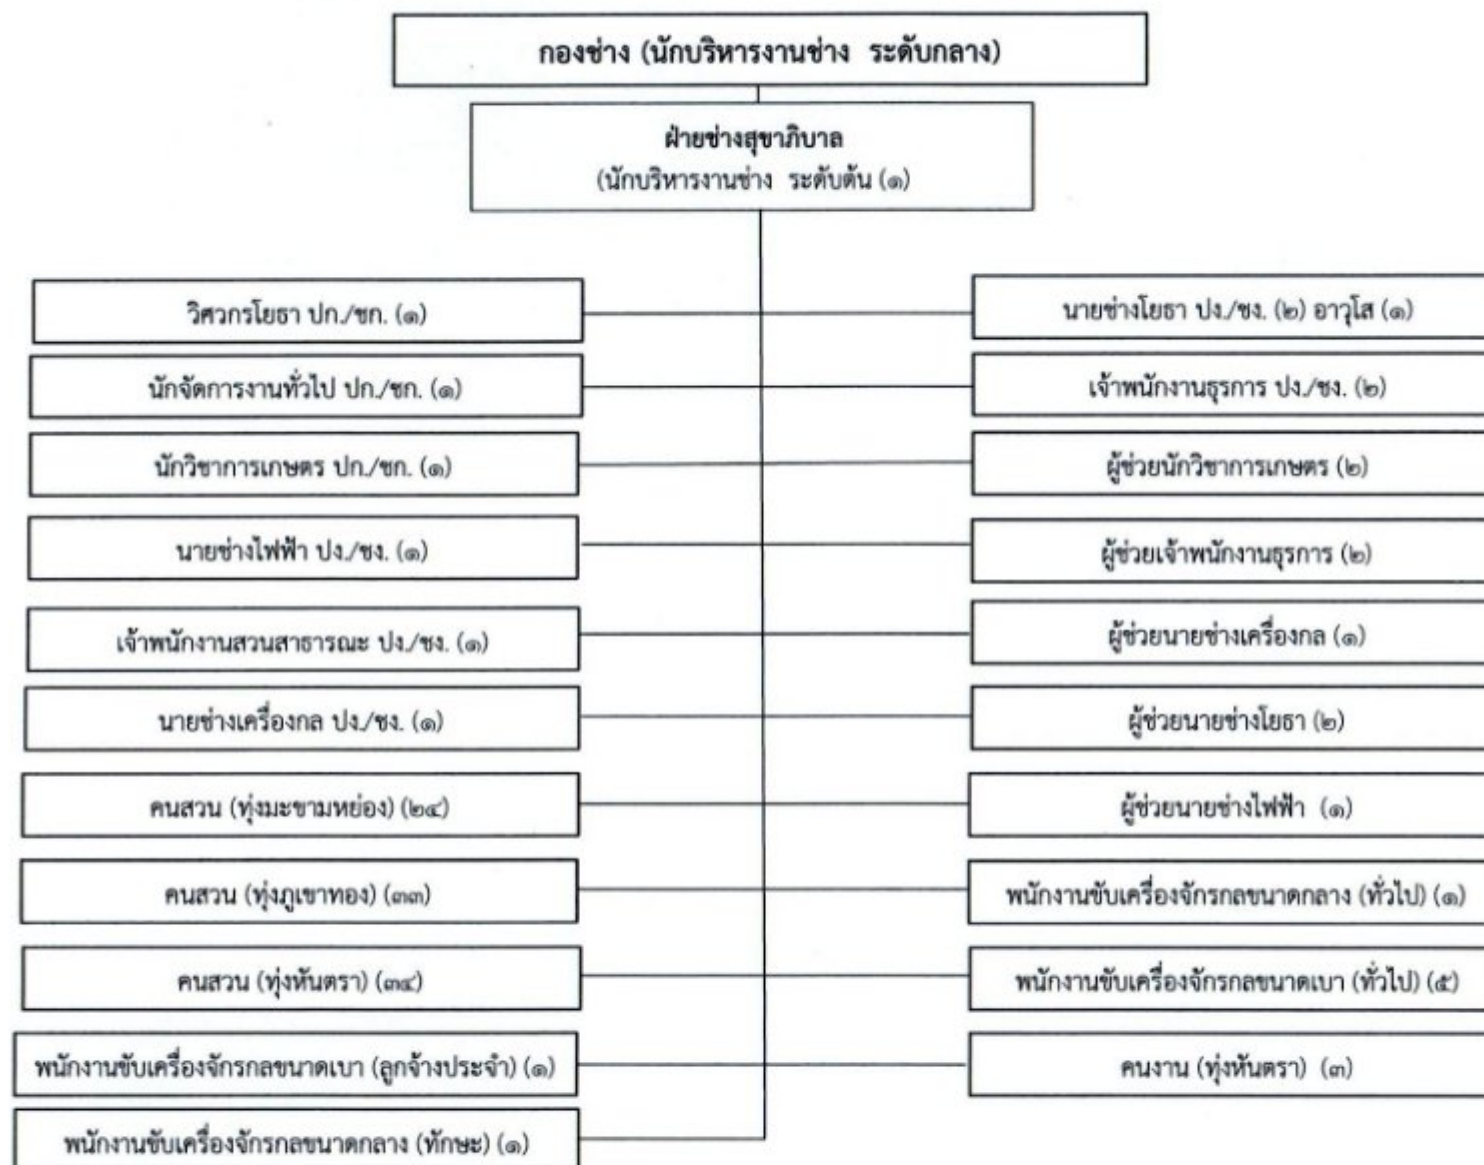 กองช่าง (นักบริหารงานช่าง ระดับกลาง)
ฝ่ายช่างสุขาภิบาล
(นักบริหารงานช่าง ระดับต้น (๑)
วิศวกรโยธา ปก./ชก. (๑)
นายช่างโยธา ปง./ชง. (๒) อาวุโส (๑)
นักจัดการงานทั่วไป ปก./ชก. (๑)
เจ้าพนักงานธุรการ ปง./ชง. (๒)
นักวิชาการเกษตร ปก./ชก. (๑)
ผู้ช่วยนักวิชาการเกษตร (๒)
นายช่างไฟฟ้า ปง./ชง. (๑)
ผู้ช่วยเจ้าพนักงานธุรการ (๒)
เจ้าพนักงานสวนสาธารณะ ปง./ชง. (๑)
ผู้ช่วยนายช่างเครื่องกล (๑)
นายช่างเครื่องกล ปง./ชง. (๑)
ผู้ช่วยนายช่างโยธา (๒)
คนสวน (ทุ่งมะขามหย่อง) (๒๔)
ผู้ช่วยนายช่างไฟฟ้า (๑)
คนสวน (ทุ่งภูเขาทอง) (๓๓)
พนักงานขับเครื่องจักรกลขนาดกลาง (ทั่วไป) (๑)
คนสวน (ทุ่งหันตรา) (๓๔)
พนักงานขับเครื่องจักรกลขนาดเบา (ทั่วไป) (๕)
พนักงานขับเครื่องจักรกลขนาดเบา (ลูกจ้างประจำ) (๑)
คนงาน (ทุ่งหันตรา) (๓)
พนักงานขับเครื่องจักรกลขนาดกลาง (ทักษะ) (๑)